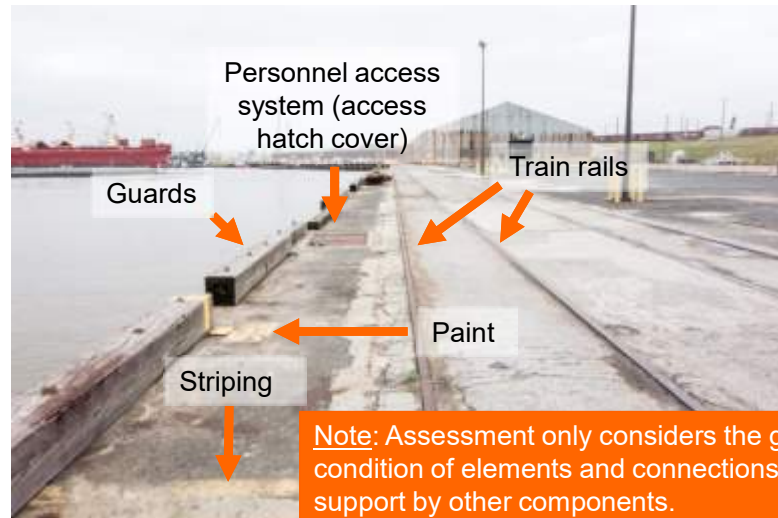 Personnel access
system (access
hatch cover)
Train rails
Guards
Paint
Striping
Note: Assessment only considers the
condition of elements and connections
support by other components.